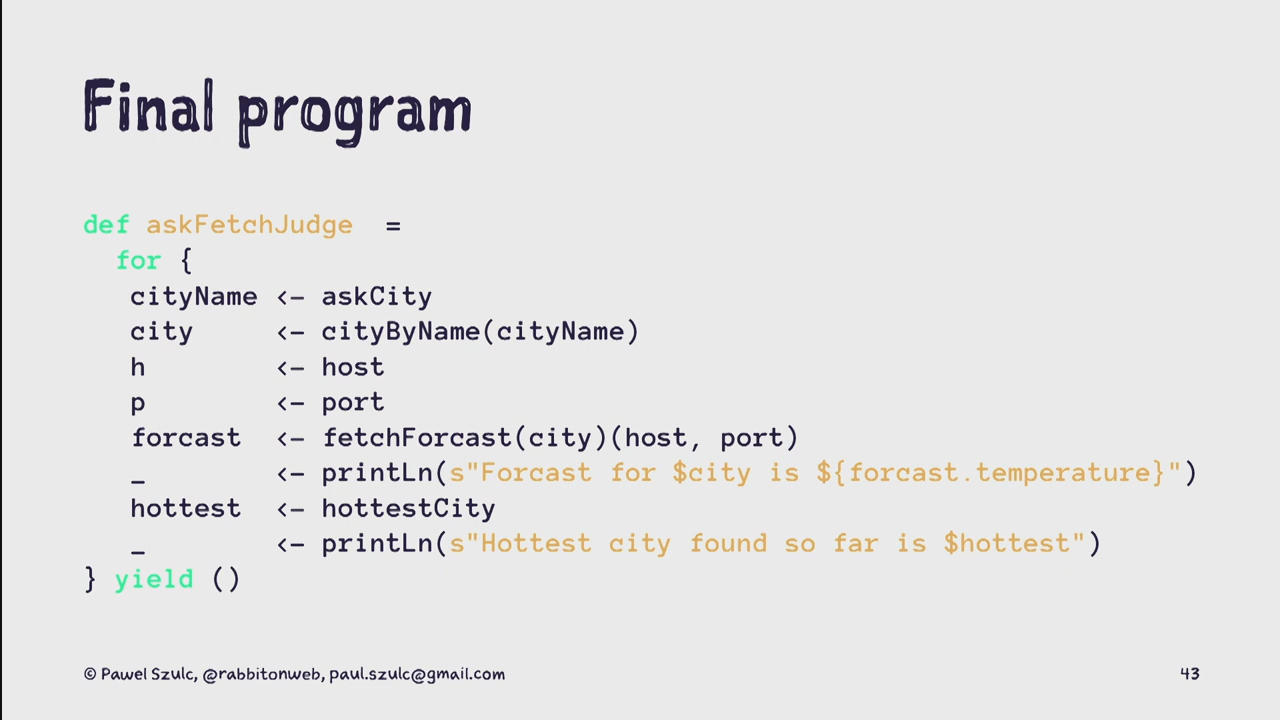 Final program
def askFetchJudge  =
  for {
   cityName <- askCity
   city     <- cityByName(cityName)
   h        <- host
   p        <- port
   forcast  <- fetchForcast(city)(host, port)
   _        <- printLn(s"Forcast for $city is ${forcast.temperature}")
   hottest  <- hottestCity
   _        <- printLn(s"Hottest city found so far is $hottest")
} yield ()
© Pawel Szulc, @rabbitonweb, paul.szulc@gmail.com
43